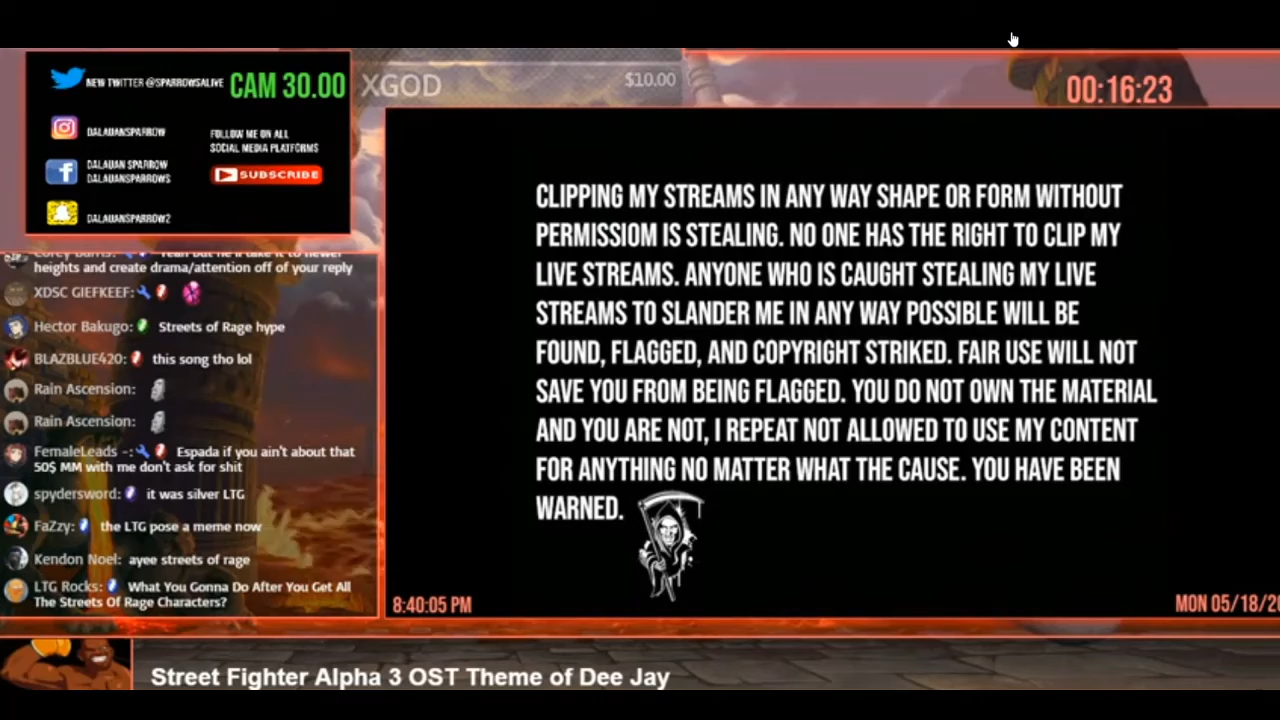 NEW TWITTER @SPARROWSALIVE
CAM 30.00
DALAUANSPARROW
FOLLOW ME ON ALL
SOCIAL MEDIA PLATFORMS
DALAUAN SPARROW
DALAUANSPARROWS
SUBSCRIBE
DALAUANSPARROW2
XGOD
$10.00
00:16:23
CLIPPING MY STREAMS IN ANY WAY SHAPE OR FORM WITHOUT
PERMISSIOM IS STEALING. NO ONE HAS THE RIGHT TO CLIP MY
LIVE STREAMS. ANYONE WHO IS CAUGHT STEALING MY LIVE
STREAMS TO SLANDER ME IN ANY WAY POSSIBLE WILL BE
FOUND, FLAGGED, AND COPYRIGHT STRIKED. FAIR USE WILL NOT
SAVE YOU FROM BEING FLAGGED. YOU DO NOT OWN THE MATERIAL
AND YOU ARE NOT, I REPEAT NOT ALLOWED TO USE MY CONTENT
FOR ANYTHING NO MATTER WHAT THE CAUSE. YOU HAVE BEEN
WARNED.
heights and create drama/attention off of your reply
XDSC GIEFKEEF:
Hector Bakugo: Streets of Rage hype
BLAZBLUE420: this song tho lol
Rain Ascension:
Rain Ascension:
FemaleLeads -: Espada if you ain't about that
50$ MM with me don't ask for shit
spydersword: it was silver LTG
FaZzy: the LTG pose a meme now
Kendon Noel: ayee streets of rage
LTG Rocks: What You Gonna Do After You Get All
The Streets Of Rage Characters?
8:40:05 PM
MON 05/18/20
Street Fighter Alpha 3 OST Theme of Dee Jay